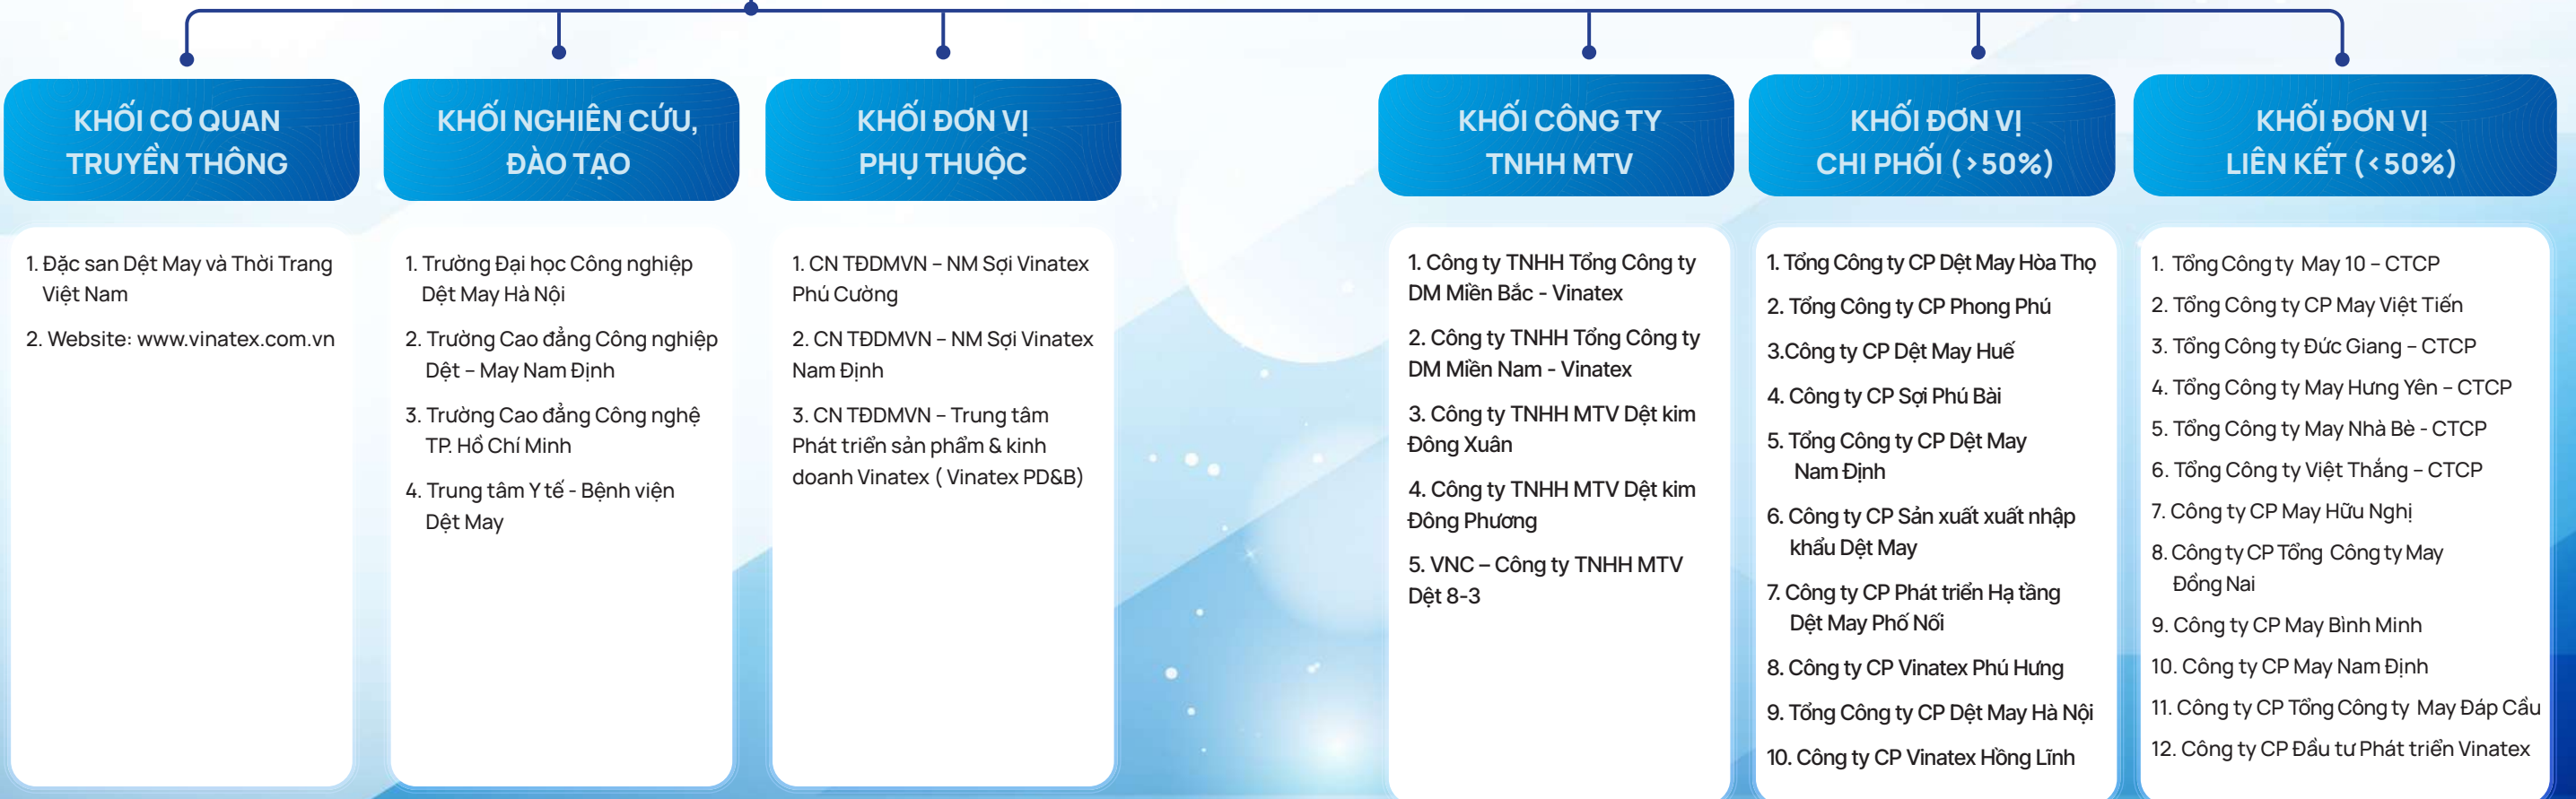 KHỐI CƠ QUAN
TRUYỀN THÔNG
1. Đặc san Dệt May và Thời Trang
Việt Nam
2. Website: www.vinatex.com.vn
KHỐI NGHIÊN CỨU,
ĐÀO TẠO
1. Trường Đại học Công nghiệp
Dệt May Hà Nội
2. Trường Cao đẳng Công nghiệp
Dệt – May Nam Định
3. Trường Cao đẳng Công nghệ
TP. Hồ Chí Minh
4. Trung tâm Y tế - Bệnh viện
Dệt May
KHỐI ĐƠN VỊ
PHỤ THUỘC
1. CN TĐDMVN – NM Sợi Vinatex
Phú Cường
2. CN TĐDMVN – NM Sợi Vinatex
Nam Định
3. CN TĐDMVN – Trung tâm
Phát triển sản phẩm & kinh
doanh Vinatex ( Vinatex PD&B)
KHỐI CÔNG TY
TNHH MTV
1. Công ty TNHH Tổng Công ty
DM Miền Bắc - Vinatex
2. Công ty TNHH Tổng Công ty
DM Miền Nam - Vinatex
3. Công ty TNHH MTV Dệt kim
Đông Xuân
4. Công ty TNHH MTV Dệt kim
Đông Phương
5. VNC – Công ty TNHH MTV
Dệt 8-3
KHỐI ĐƠN VỊ
CHI PHỐI (>50%)
1. Tổng Công ty CP Dệt May Hòa Thọ
2. Tổng Công ty CP Phong Phú
3.Công ty CP Dệt May Huế
4. Công ty CP Sợi Phú Bài
5. Tổng Công ty CP Dệt May
Nam Định
6. Công ty CP Sản xuất xuất nhập
khẩu Dệt May
7. Công ty CP Phát triển Hạ tầng
Dệt May Phố Nối
8. Công ty CP Vinatex Phú Hưng
9. Tổng Công ty CP Dệt May Hà Nội
10. Công ty CP Vinatex Hồng Lĩnh
KHỐI ĐƠN VỊ
LIÊN KẾT (<50%)
1. Tổng Công ty May 10 – CTCP
2. Tổng Công ty CP May Việt Tiến
3. Tổng Công ty Đức Giang – CTCP
4. Tổng Công ty May Hưng Yên – CTCP
5. Tổng Công ty May Nhà Bè - CTCP
6. Tổng Công ty Việt Thắng – CTCP
7. Công ty CP May Hữu Nghị
8. Công ty CP Tổng Công ty May
Đồng Nai
9. Công ty CP May Bình Minh
10. Công ty CP May Nam Định
11. Công ty CP Tổng Công ty May Đáp Cầu
12. Công ty CP Đầu tư Phát triển Vinatex